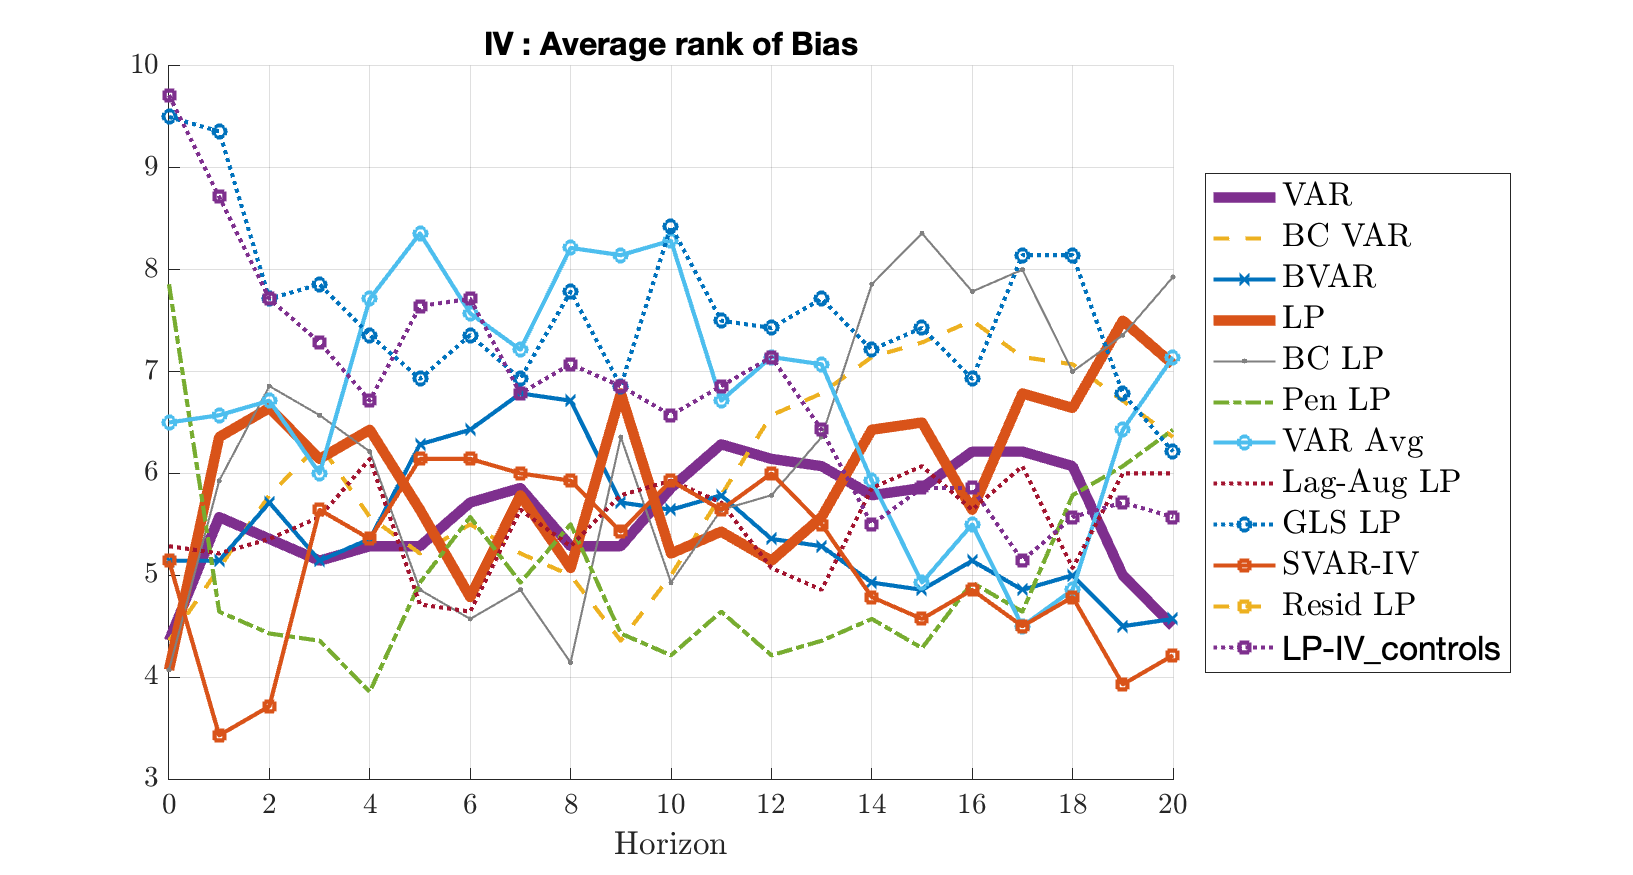 IV : Average rank of Bias
10
9
8
7
6
5
4
3
0 2 4 6 8 10 12 14 16 18 20
Horizon
VAR
BC VAR
BVAR
LP
BC LP
Pen LP
VAR Avg
Lag-Aug LP
GLS LP
SVAR-IV
Resid LP
LP-IV_controls